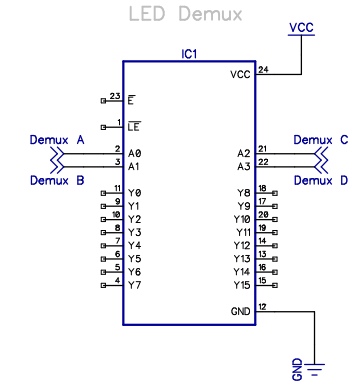 LED Demux
VCC
IC1
VCC 24
23 E
1 LE
Demux A Demux C
2 A0 A2 21
3 A1 A3 22
Demux B Demux D
11 Y0 Y8 18
9 Y1 Y9 17
10 Y2 Y10 20
8 Y3 Y11 19
7 Y4 Y12 14
6 Y5 Y13 13
5 Y6 Y14 16
4 Y7 Y15 15
GND 12
GND